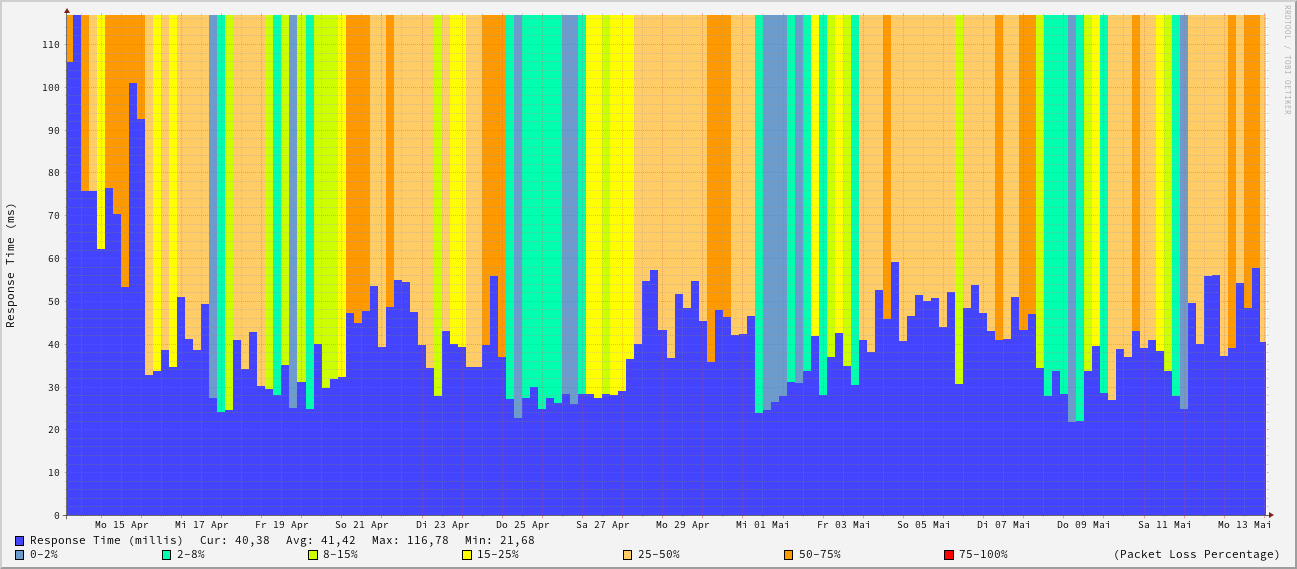 RRDTOOL / TOBI OETIKER
Response Time (ms)
110
100
90
80
70
60
50
40
30
20
10
0
Mo 15 Apr Mi 17 Apr Fr 19 Apr So 21 Apr Di 23 Apr Do 25 Apr Sa 27 Apr Mo 29 Apr Mi 01 Mai Fr 03 Mai So 05 Mai Di 07 Mai Do 09 Mai Sa 11 Mai Mo 13 Mai
Response Time (millis) Cur: 40,38 Avg: 41,42 Max: 116,78 Min: 21,68
0-2% 2-8% 8-15% 15-25% 25-50% 50-75% 75-100% (Packet Loss Percentage)